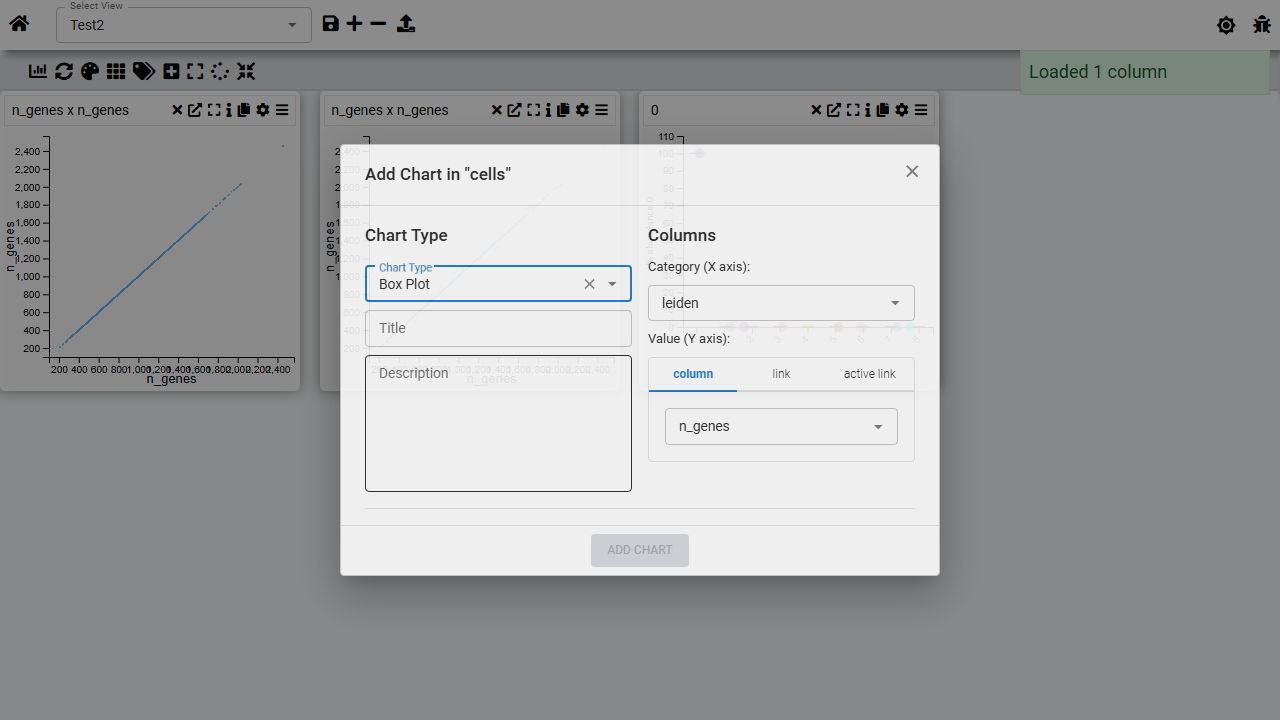 Select View
Test2
Loaded 1 column
n_genes x n_genes
n_genes x n_genes
0
2,400
2,200
2,000
1,800
1,600
1,400
1,200
1,000
800
600
400
200
n_genes
200 400 600 800 1,000 1,200 1,400 1,600 1,800 2,000 2,200 2,400
n_genes
n_genes
110
100
Add Chart in "cells"
Chart Type
Chart Type
Box Plot
Title
Description
Columns
Category (X axis):
leiden
Value (Y axis):
column link active link
n_genes
ADD CHART